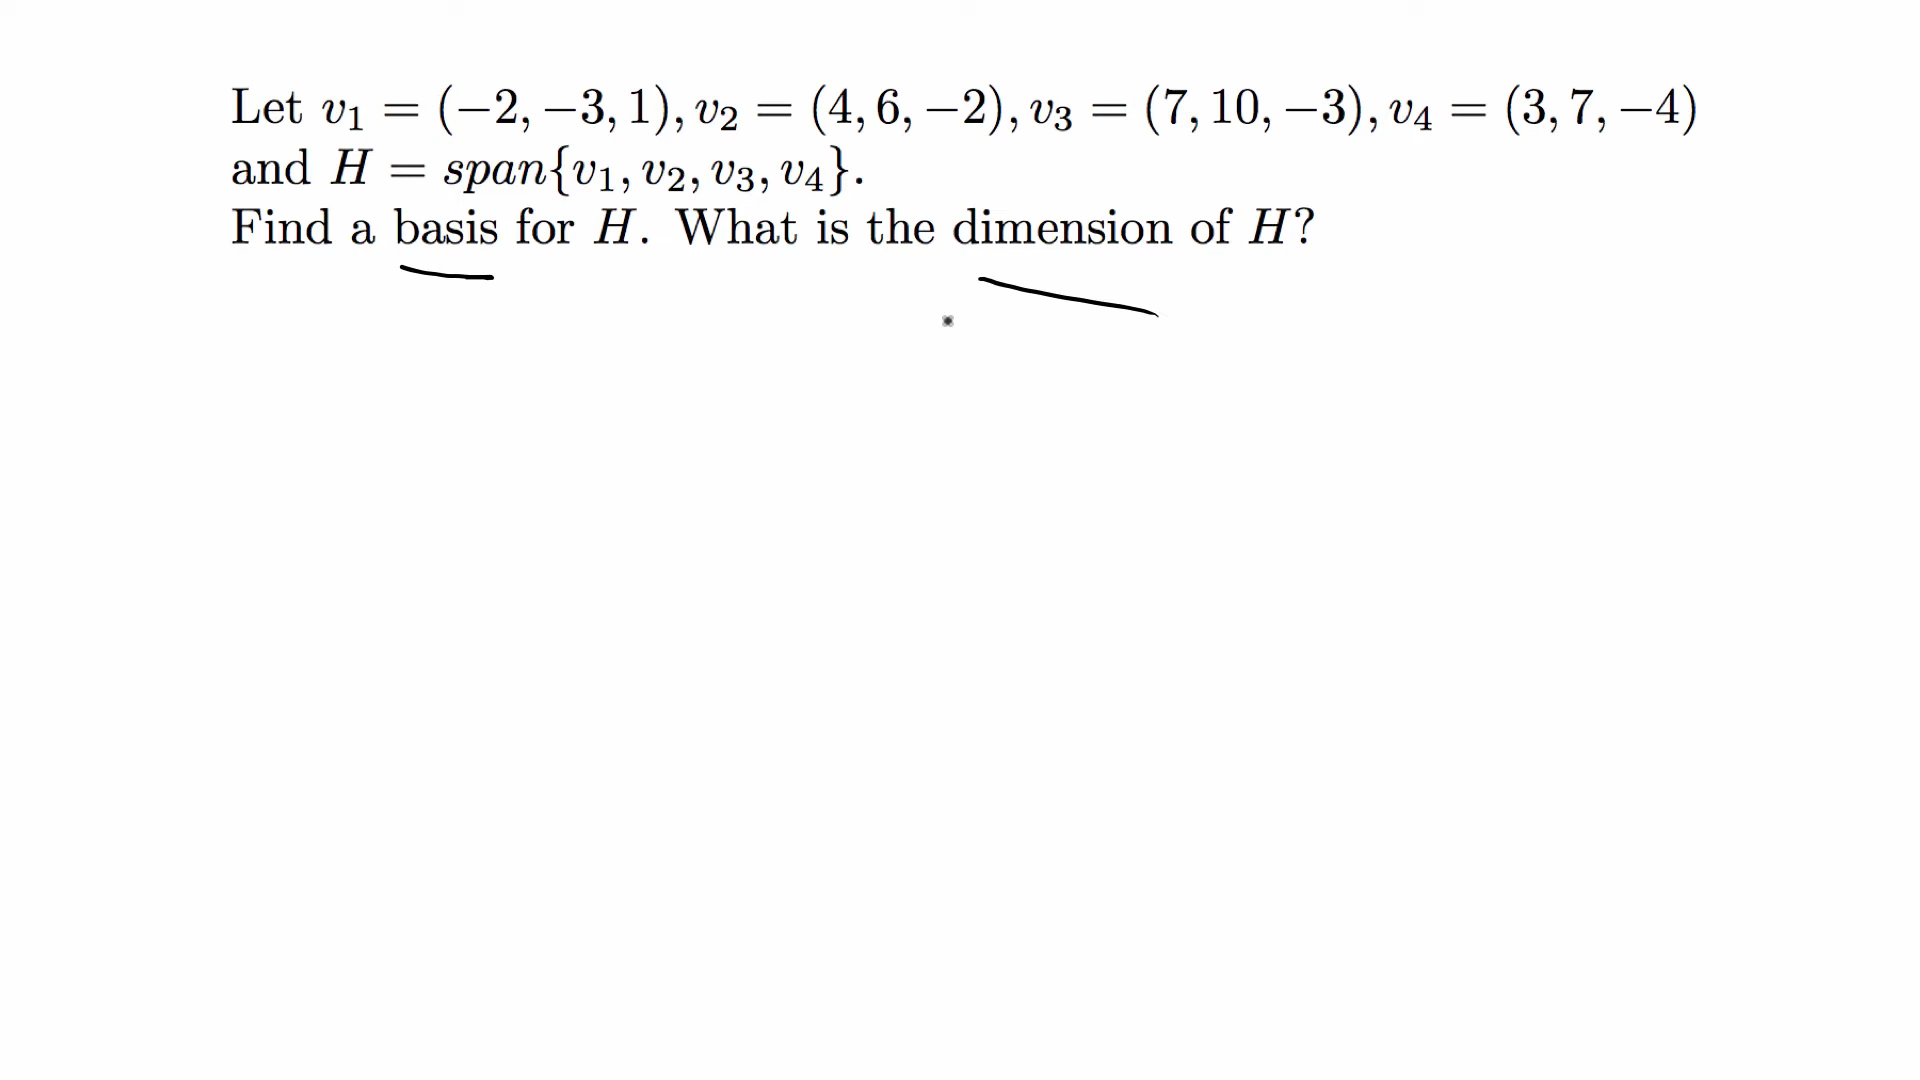 Let v₁ = (−2, −3, 1), v₂ = (4, 6, −2), v₃ = (7, 10, −3), v₄ = (3, 7, −4)
and H = span{v₁, v₂, v₃, v₄}.
Find a basis for H. What is the dimension of H?